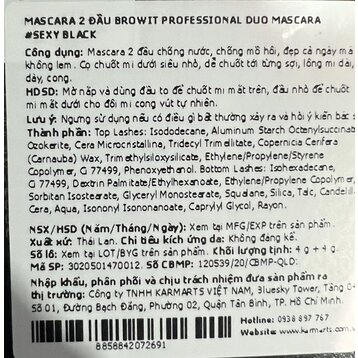 MASCARA 2 ĐẦU BROWIT PROFESSIONAL DUO MASCARA
#SEXY BLACK
Công dụng: Mascara 2 đầu chống nước, chống mồ hôi, đẹp cả ngày mà
không lem. Cọ chuốt mi dưới siêu nhỏ, dễ chuốt tới từng sợi, lông mi dài,
dày, cong.
HDSD: Mở nắp và dùng đầu to để chuốt mi mắt trên, đầu nhỏ để chuốt
mi mắt dưới cho đôi mi cong vút tự nhiên.
Lưu ý: Ngưng sử dụng nếu có điều gì bất thường xảy ra và hỏi ý kiến bác s
Thành phần: Top Lashes: Isododecane, Aluminum Starch Octenylsuccinat
Ozokerite, Cera Microcristallina, Tridecyl Trimellitate, Copernicia Cerifera
(Carnauba) Wax, Trimethylsiloxysilicate, Ethylene/Propylene/Styrene
Copolymer, CI 77499, Phenoxyethanol. Bottom Lashes: Isohexadecane,
CI 77499, Dextrin Palmitate/Ethylhexanoate, Ethylene/Propylene/Styren
Copolymer, Sorbitan Isostearate, Glyceryl Monostearate, Squalane, Silica, Talc, Candelil
Cera, Aqua, Isononyl Isononanoate, Caprylyl Glycol, Rayon.
NSX/HSD (Năm/Tháng/Ngày): Xem tại MFG/EXP trên sản phẩm.
Xuất xứ: Thái Lan. Chỉ tiêu kích ứng da: Không đáng kể.
Số lô: Xem tại LOT/BYG trên sản phẩm. Khối lượng tịnh: 4 g + 4 g.
Mã SP: 3020501470012. Số CBMP: 120539/20/CBMP-QLD:
Nhập khẩu, phân phối và chịu trách nhiệm đưa sản phẩm ra
thị trường: Công ty TNHH KARMARTS VIỆT NAM, Bluesky Tower, Tầng
Số 01, Đường Bạch Đằng, Phường 02, Quận Tân Bình, TP. Hồ Chí Minh.
Hotline: 0938 897 767
Website: www.karmarts.c
8858842072691